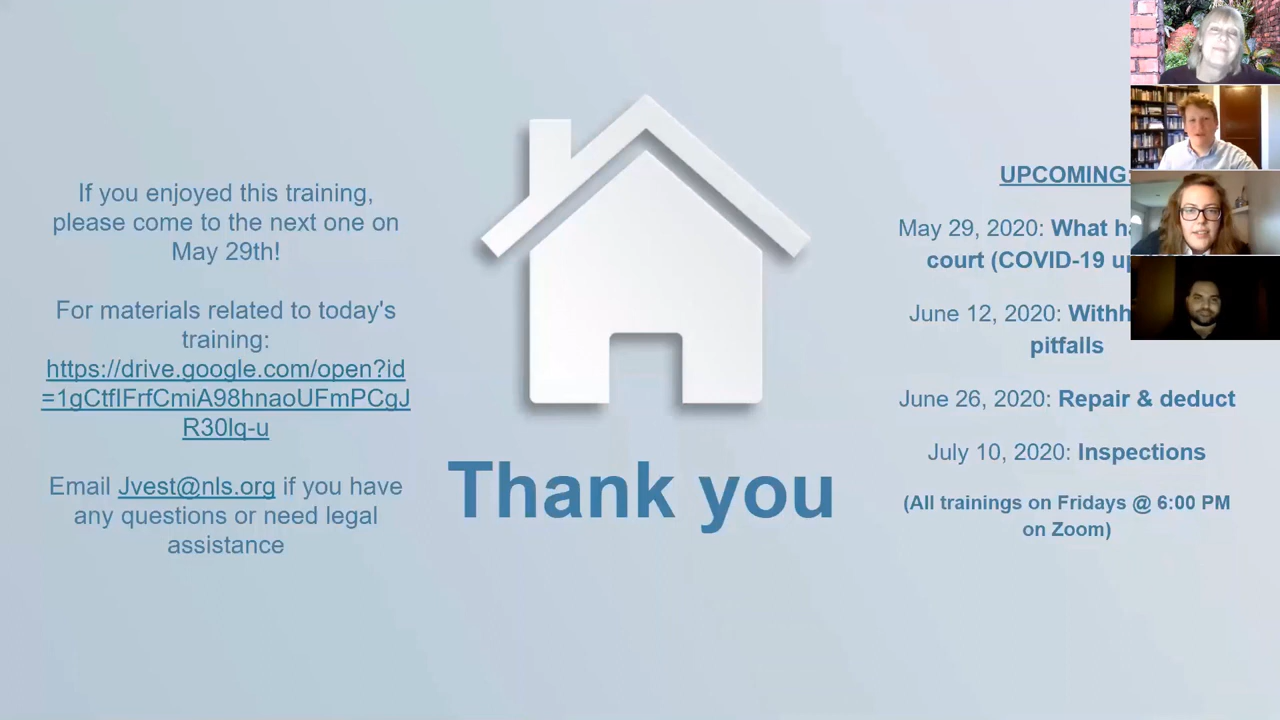 If you enjoyed this training,
please come to the next one on
May 29th!
For materials related to today's
training:
https://drive.google.com/open?id
=1gCtfIFrfCmiA98hnaoUFmPCgJ
R30lq-u
Email Jvest@nls.org if you have
any questions or need legal
assistance
Thank you
UPCOMING:
May 29, 2020: What
court (COVID-19
June 12, 2020:
pitfalls
June 26, 2020: Repair & deduct
July 10, 2020: Inspections
(All trainings on Fridays @ 6:00 PM
on Zoom)